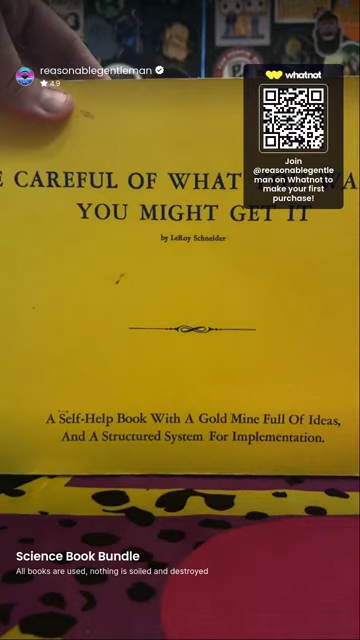 reasonablegentleman
4.9
whatnot
Join
@reasonablegentle
man on Whatnot to
make your first
purchase!
E CAREFUL OF WHAT
YOU MIGHT GET IT
by LeRoy Schneider
A Self-Help Book With A Gold Mine Full Of Ideas,
And A Structured System For Implementation.
Science Book Bundle
All books are used, nothing is soiled and destroyed